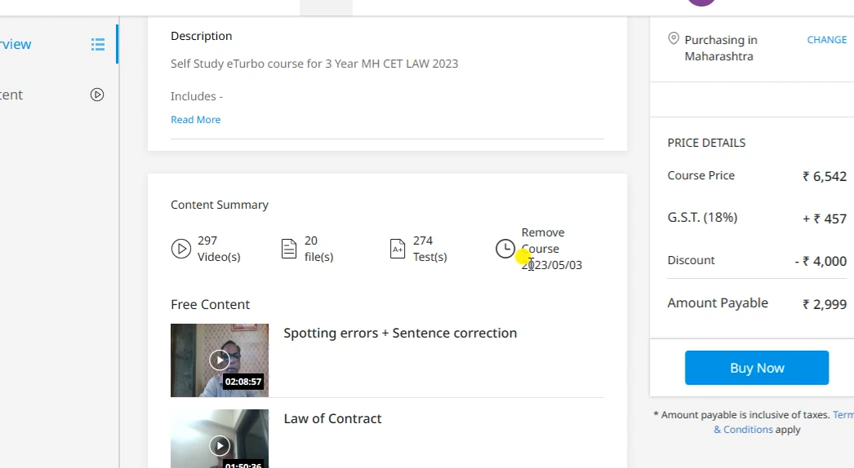 rview
tent
Description
Self Study eTurbo course for 3 Year MH CET LAW 2023
Includes -
Read More
Content Summary
297
Video(s)
20
file(s)
A+
274
Test(s)
Remove
Course
2023/05/03
Free Content
02:08:57
Spotting errors + Sentence correction
01:50:36
Law of Contract
Purchasing in
Maharashtra
CHANGE
PRICE DETAILS
Course Price ₹ 6,542
G.S.T. (18%) + ₹ 457
Discount - ₹ 4,000
Amount Payable ₹ 2,999
Buy Now
* Amount payable is inclusive of taxes. Term
& Conditions apply